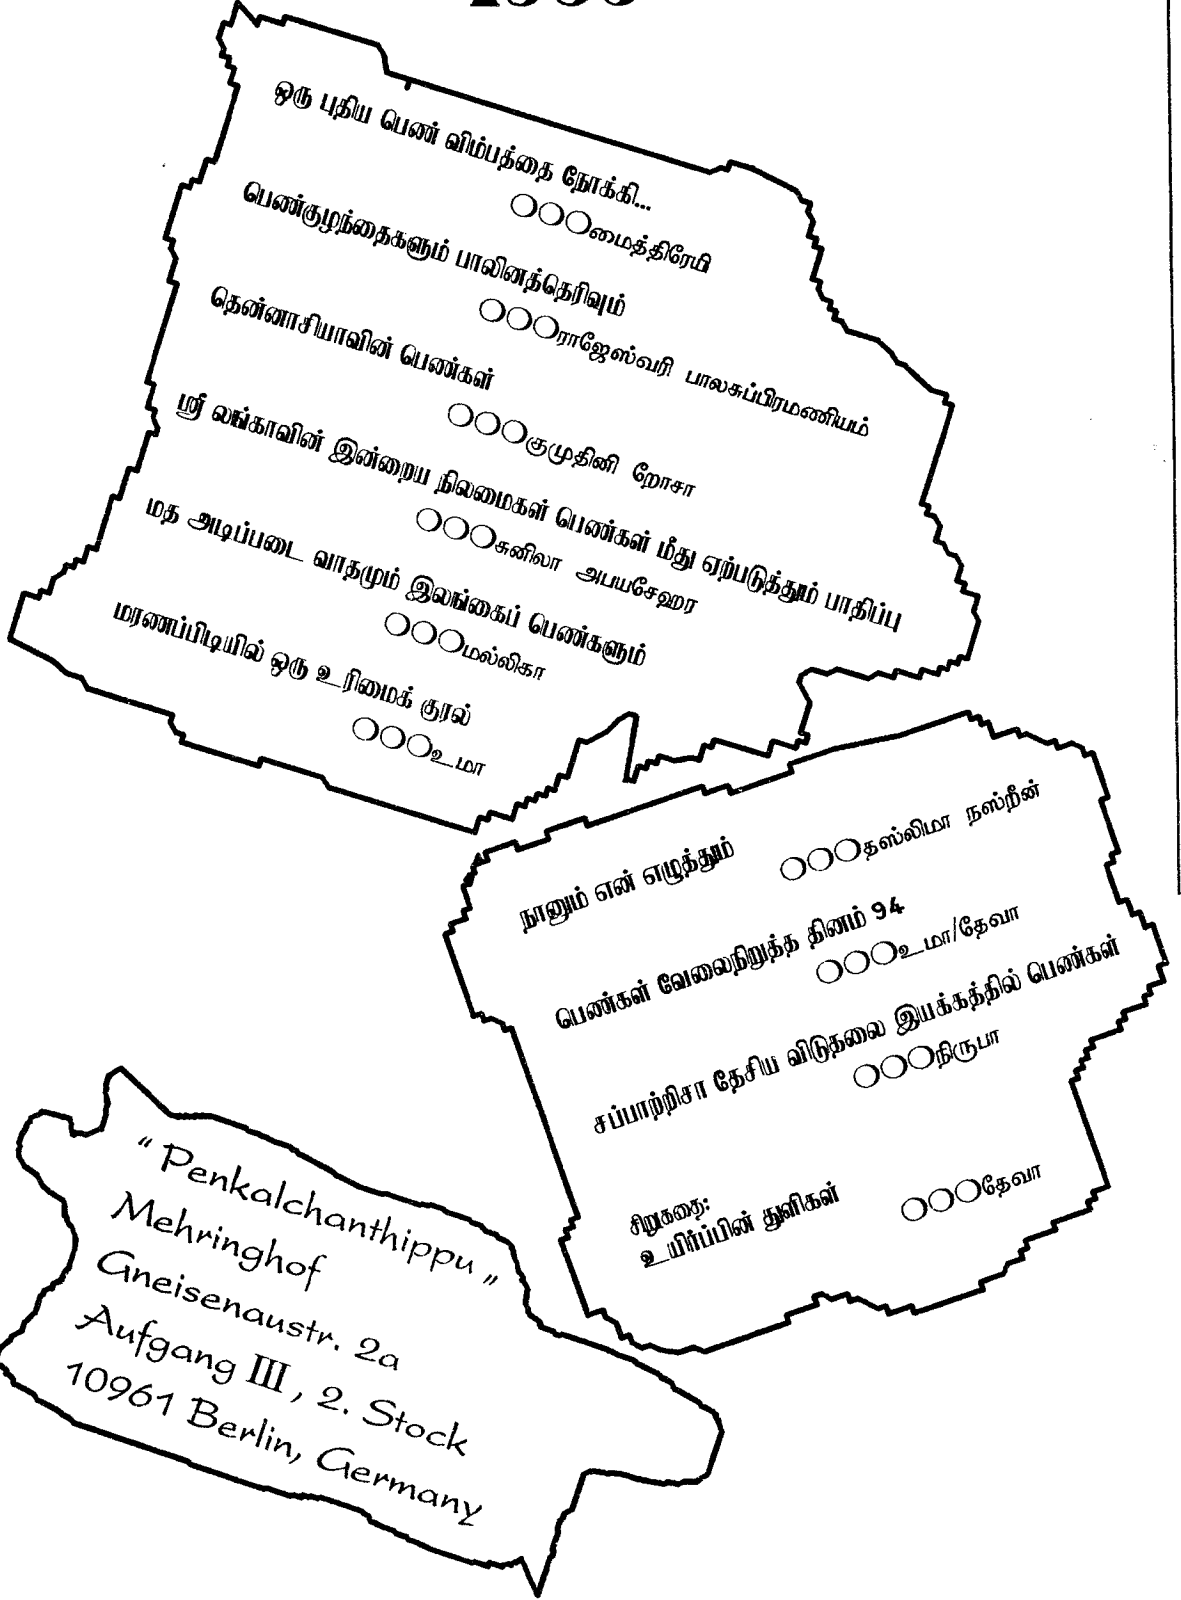 ஒரு புதிய பெண் விம்பத்தை நோக்கி...
○○○மைத்திரேயி
பெண்குழந்தைகளும் பாலினத்தெரிவும்
○○○ராஜேஸ்வரி பாலசுப்பிரமணியம்
தென்னாசியாவின் பெண்கள்
○○○குமுதினி றோசா
ஸ்ரீ லங்காவின் இன்றைய நிலமைகள் பெண்கள் மீது ஏற்படுத்தும் பாதிப்பு
○○○சுனிலா அபயசேஹர
மத அடிப்படை வாதமும் இலங்கைப் பெண்களும்
○○○மல்லிகா
மரணப்பிடியில் ஒரு உரிமைக் குரல்
○○○உமா
நானும் என் எழுத்தும் ○○○தஸ்லிமா நஸ்றீன்
பெண்கள் வேலைநிறுத்த தினம் 94
○○○உமா/தேவா
சப்பாற்றிசா தேசிய விடுதலை இயக்கத்தில் பெண்கள்
○○○நிருபா
சிறுகதை:
உயிர்ப்பின் துளிகள் ○○○தேவா
“Penkalchanthippu”
Mehringhof
Gneisenaustr. 2a
Aufgang III, 2. Stock
10961 Berlin, Germany